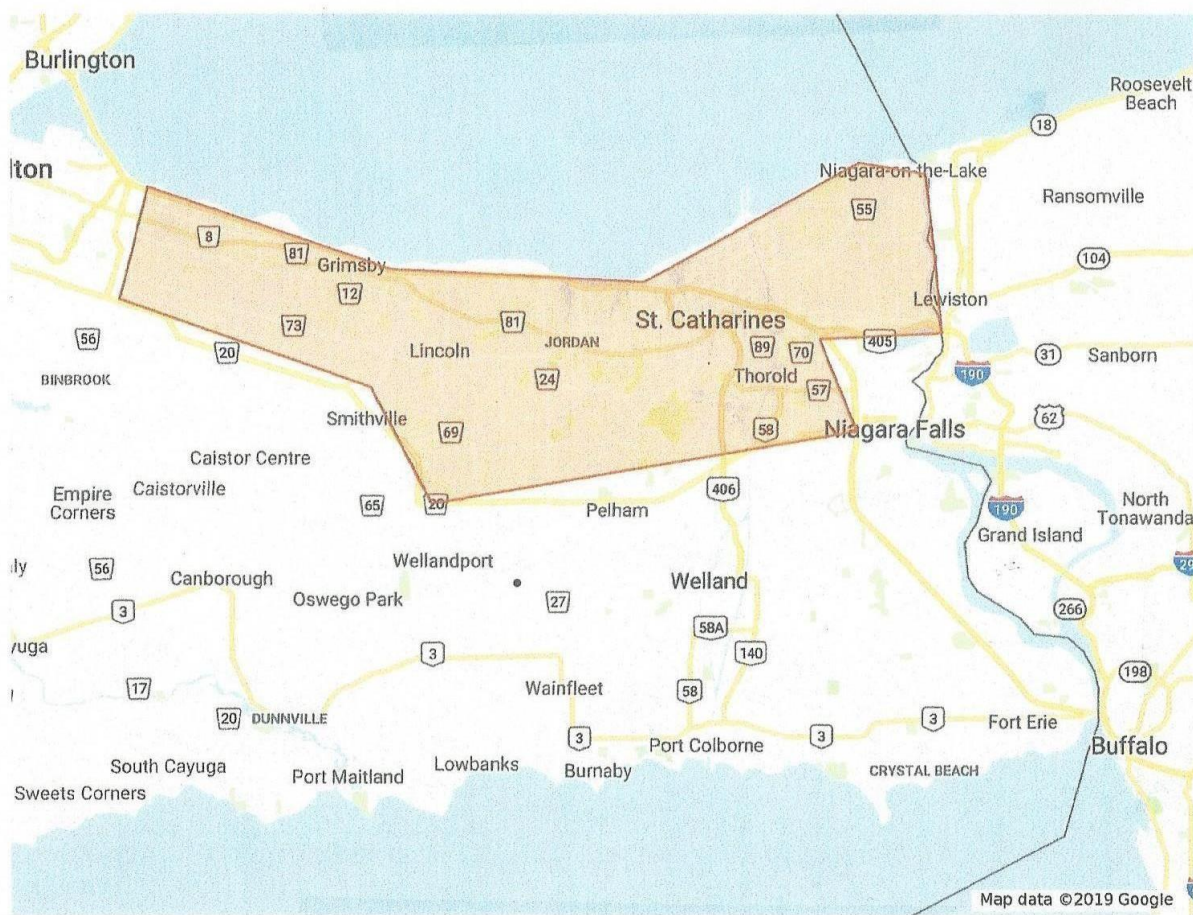 Burlington
Roosevelt
Beach
18
lton
Niagara-on-the-Lake
Ransomville
55
8
81
104
Grimsby
12
Lewiston
73
81
St. Catharines
56
20
Lincoln
JORDAN
89
70
405
31
Sanborn
BINBROOK
24
Thorold
57
190
Smithville
69
58
Niagara Falls
62
Caistor Centre
Caistorville
Empire
Corners
65
20
Pelham
406
190
North
Tonawanda
Grand Island
aly
56
Canborough
Wellandport
Welland
29
3
Oswego Park
27
266
58A
yuga
3
140
198
17
Wainfleet
58
20
DUNNVILLE
3
Port Colborne
3
3
Fort Erie
Buffalo
South Cayuga
Port Maitland
Lowbanks
Burnaby
CRYSTAL BEACH
Sweets Corners
Map data ©2019 Google